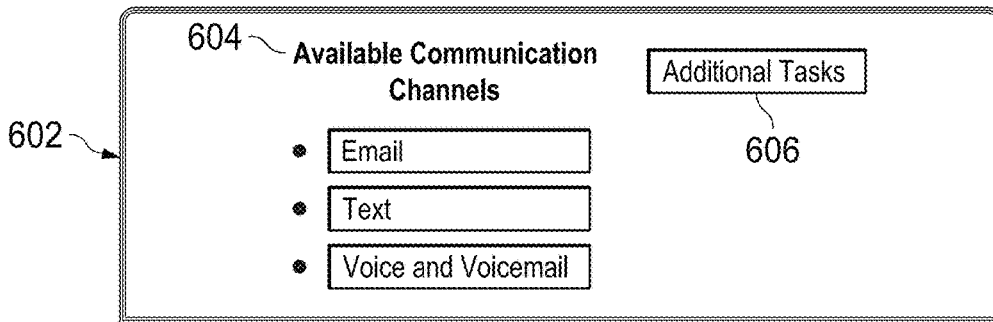 604
Available Communication
Channels
Additional Tasks
606
602
Email
Text
Voice and Voicemail